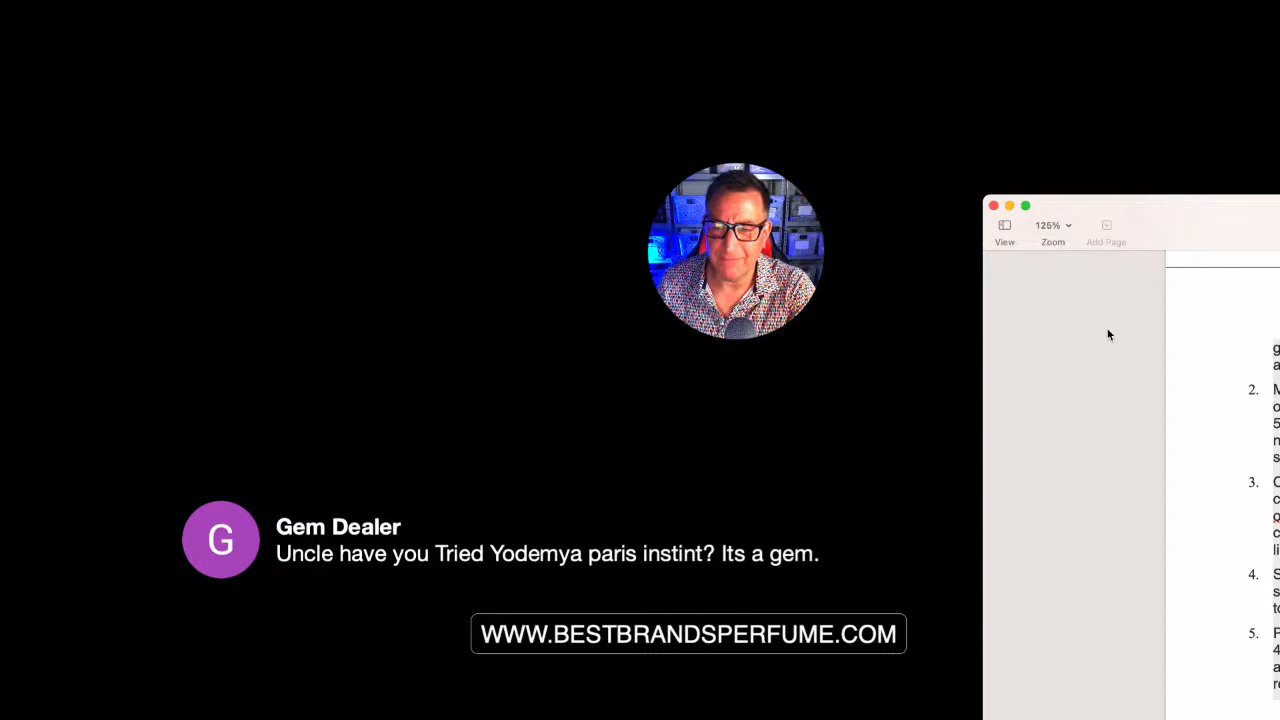 125%
View
Zoom
Add Page
2.
3.
4.
5.
G
Gem Dealer
Uncle have you Tried Yodemya paris instint? Its a gem.
WWW.BESTBRANDSPERFUME.COM